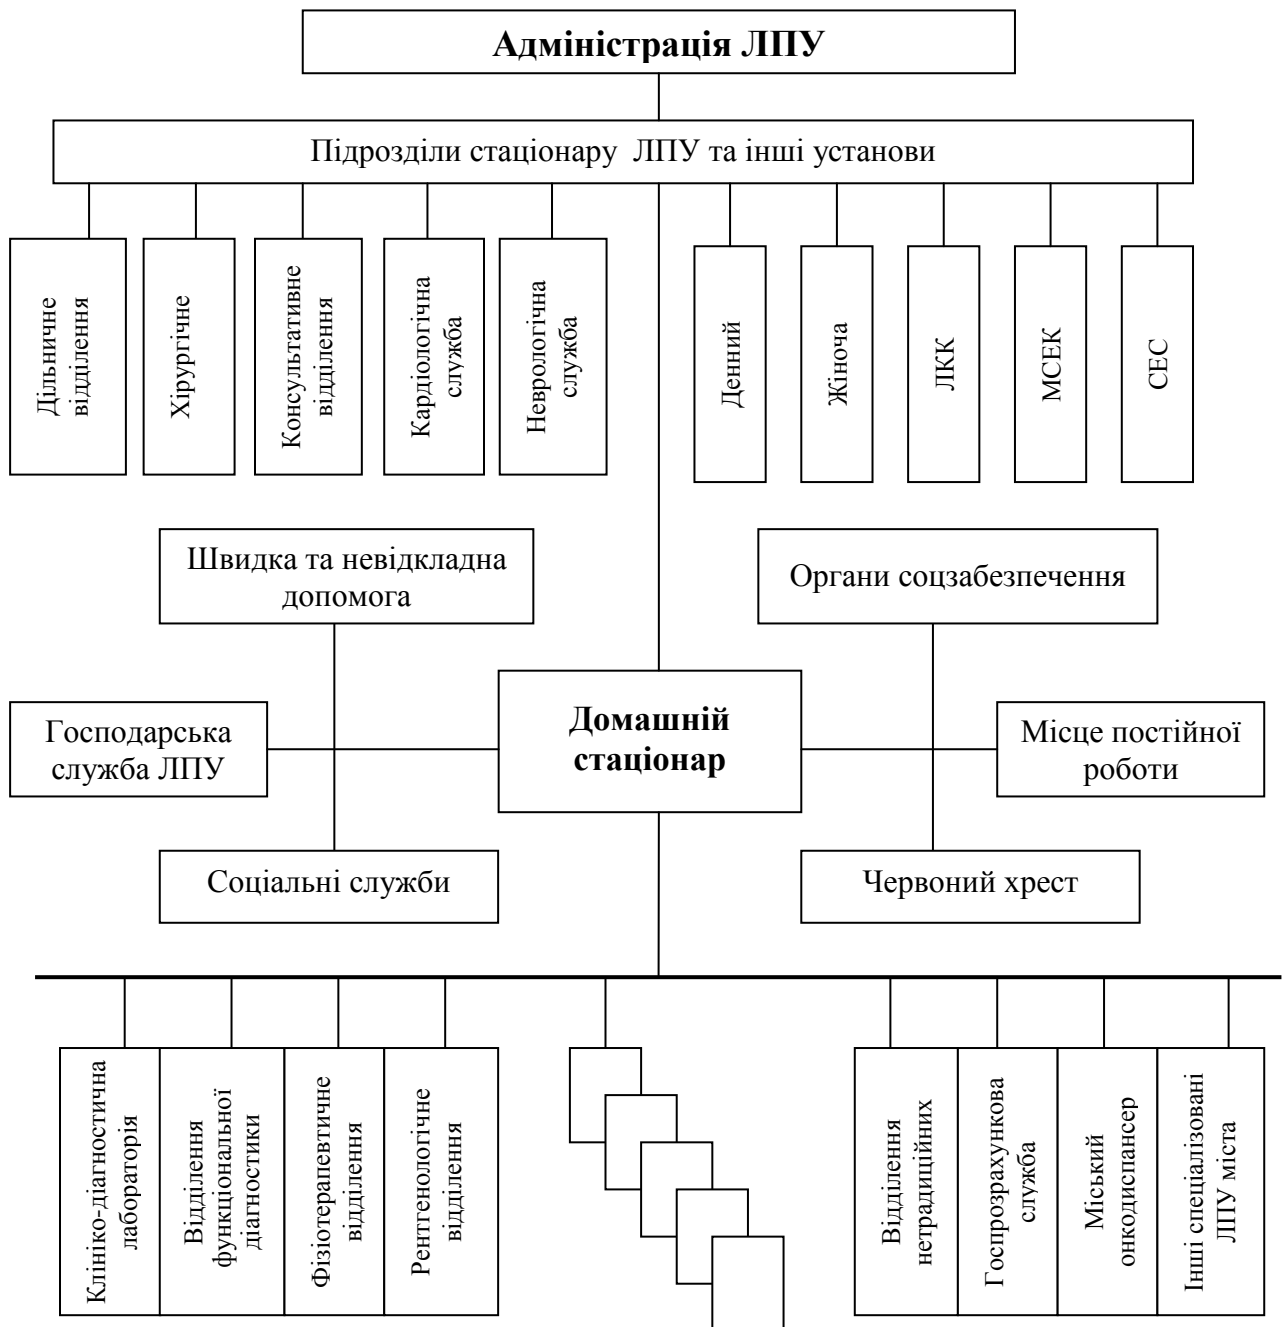 Адміністрація ЛПУ
Підрозділи стаціонару ЛПУ та інші установи
Дільничне
відділення
Хірургічне
Консультативне
відділення
Кардіологічна
служба
Неврологічна
служба
Денний
Жіноча
ЛКК
МСЕК
СЕС
Швидка та невідкладна
допомога
Органи соцзабезпечення
Господарська
служба ЛПУ
Домашній
стаціонар
Місце постійної
роботи
Соціальні служби
Червоний хрест
Клініко-діагностична
лабораторія
Відділення
функціональної
діагностики
Фізіотерапевтичне
відділення
Рентгенологічне
відділення
Відділення
нетрадиційних
Госпрозрахункова
служба
Міський
онкодиспансер
Інші спеціалізовані
ЛПУ міста